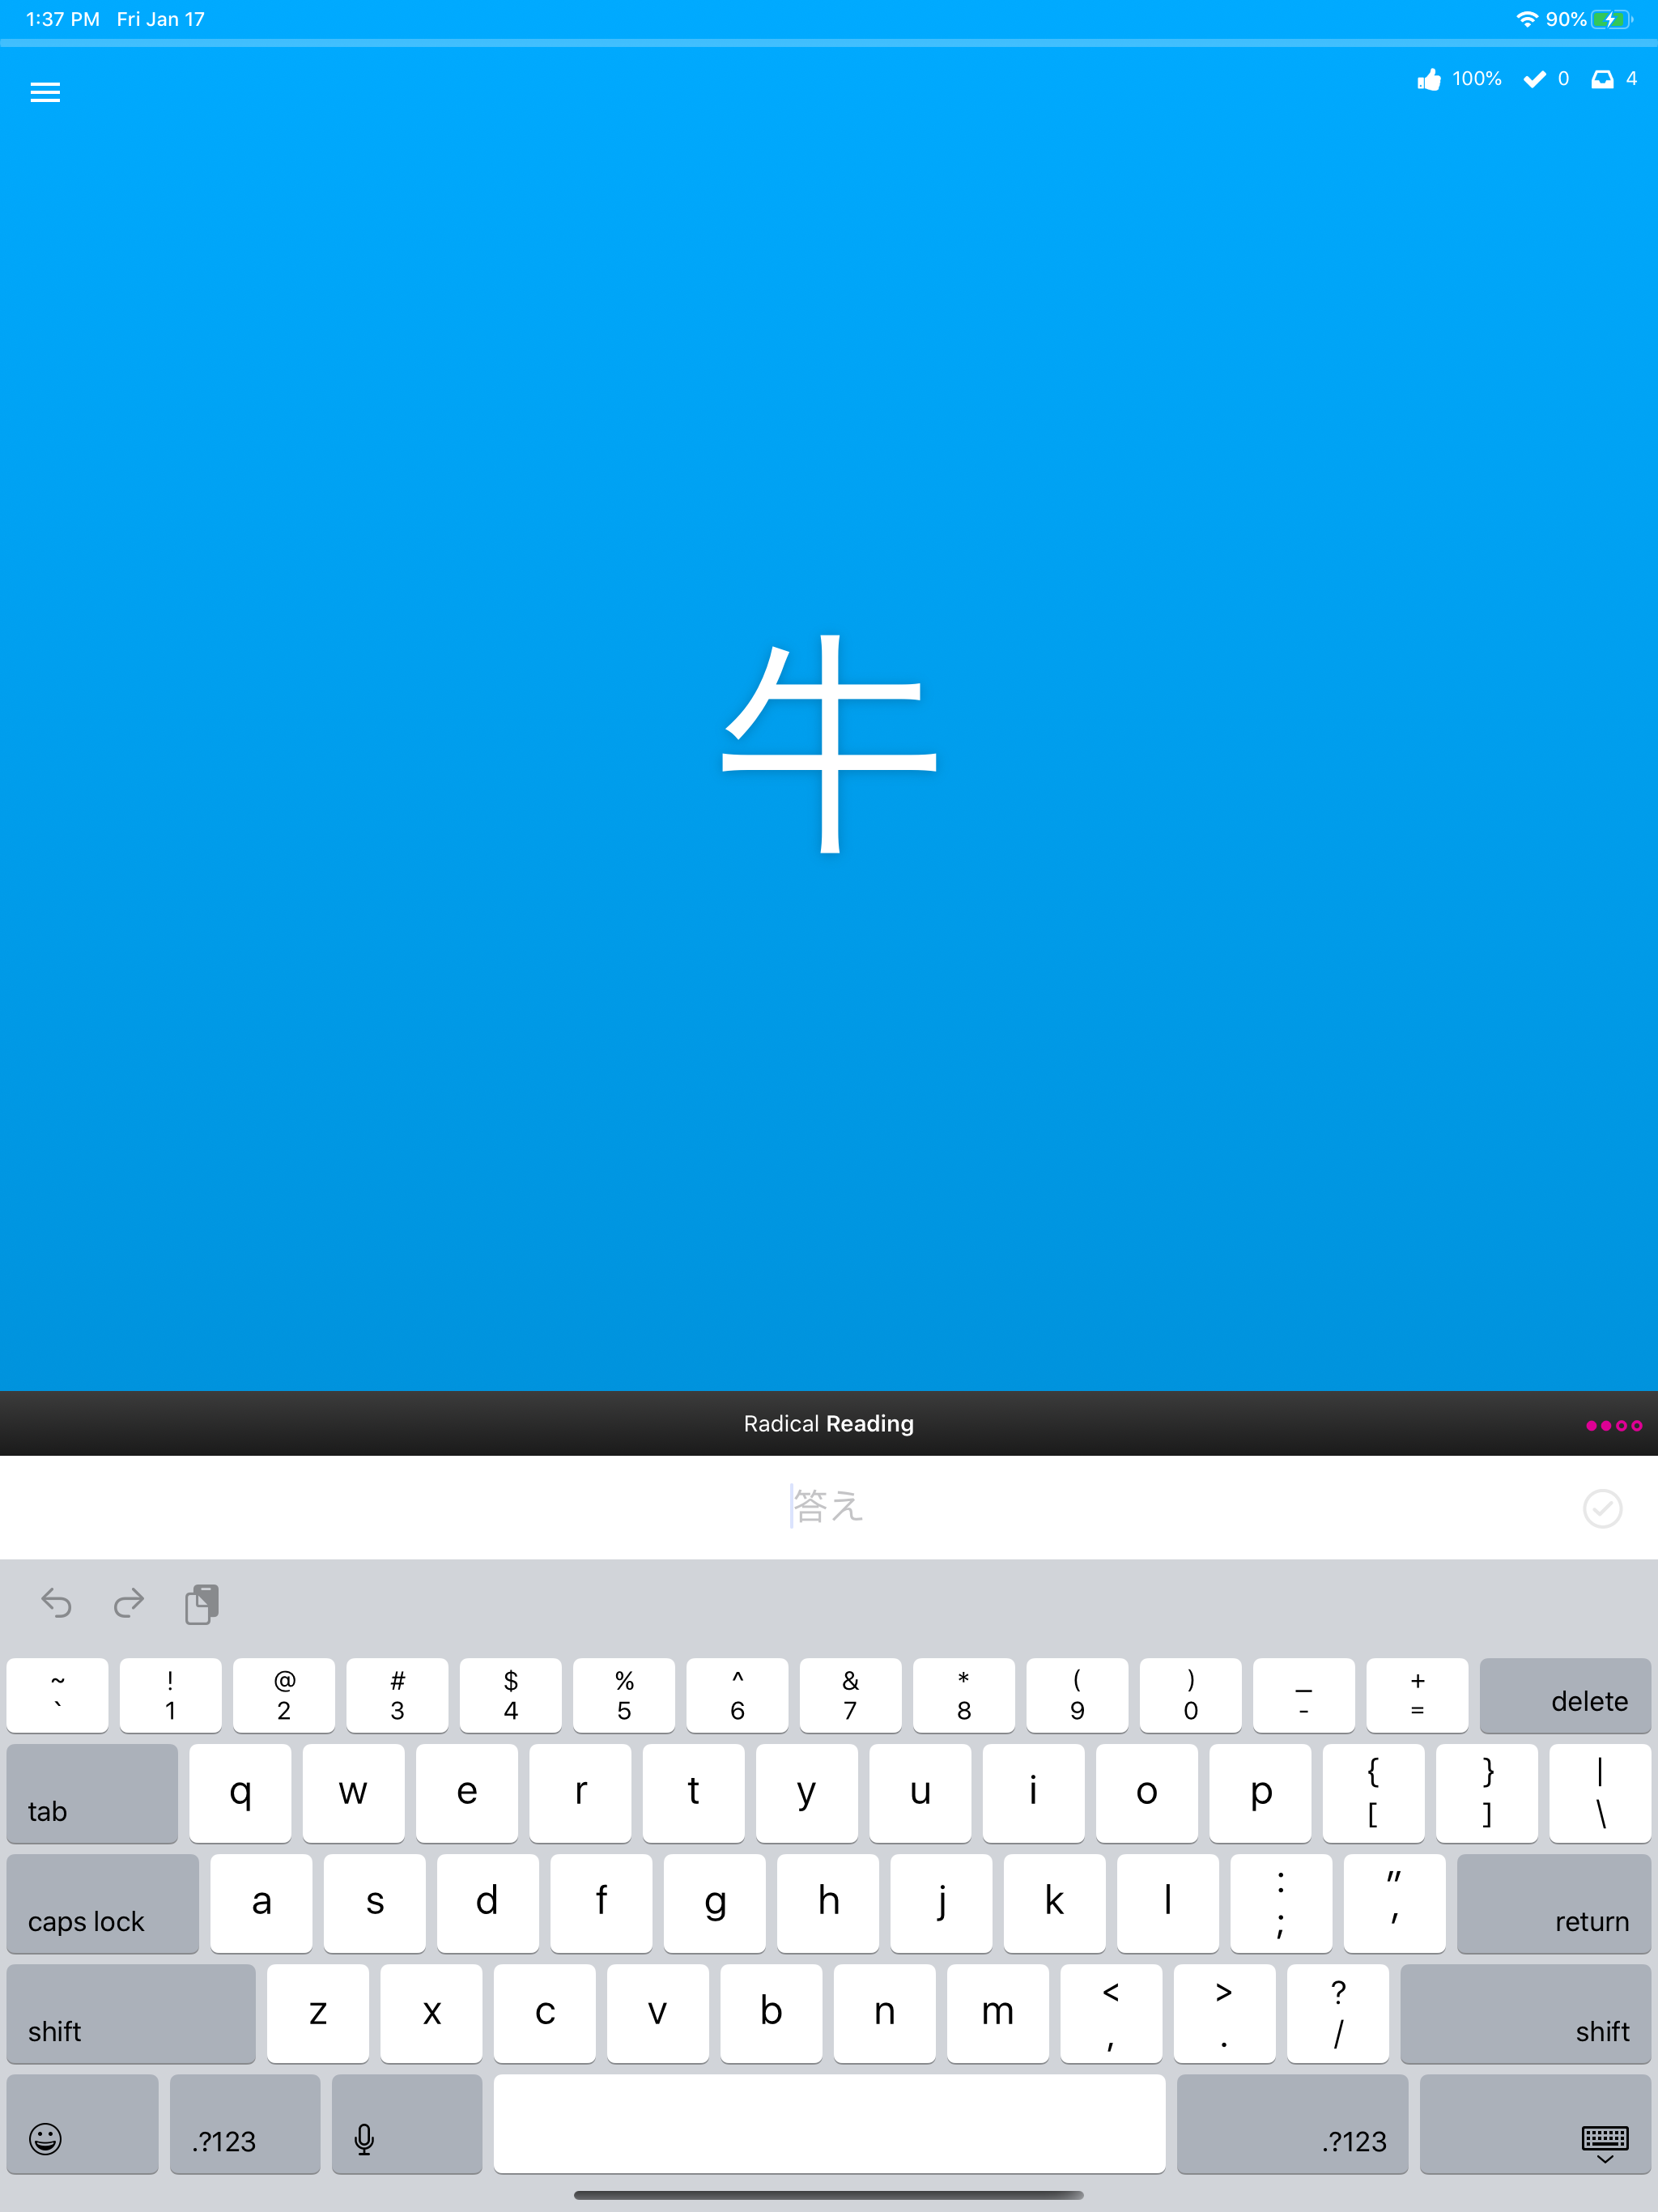 1:37 PM Fri Jan 17 90%
100% 0 4
牛
Radical Reading
答え
~ ! @ # $ % ^ & * ( ) _ +
` 1 2 3 4 5 6 7 8 9 0 - = delete
tab q w e r t y u i o p { [ } ] | \
caps lock a s d f g h j k l : ; " ' return
shift z x c v b n m < , > . ? / shift
.?123 .?123